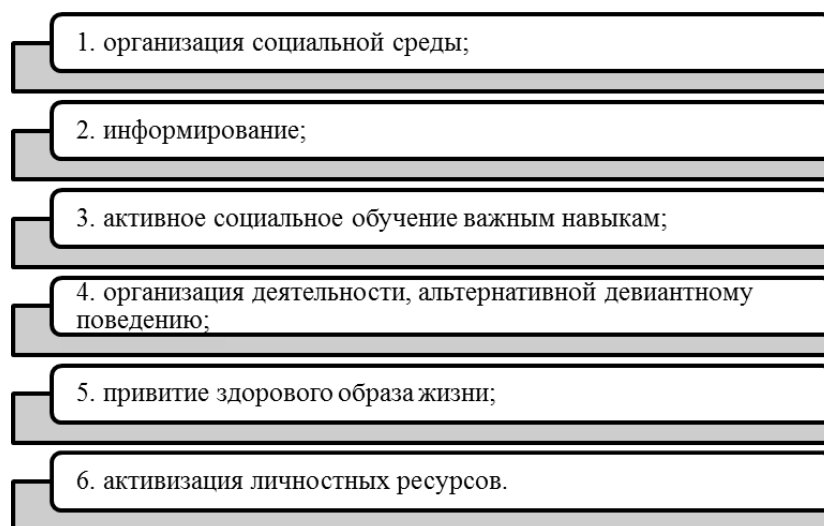 1. организация социальной среды;
2. информирование;
3. активное социальное обучение важным навыкам;
4. организация деятельности, альтернативной девиантному
поведению;
5. привитие здорового образа жизни;
6. активизация личностных ресурсов.